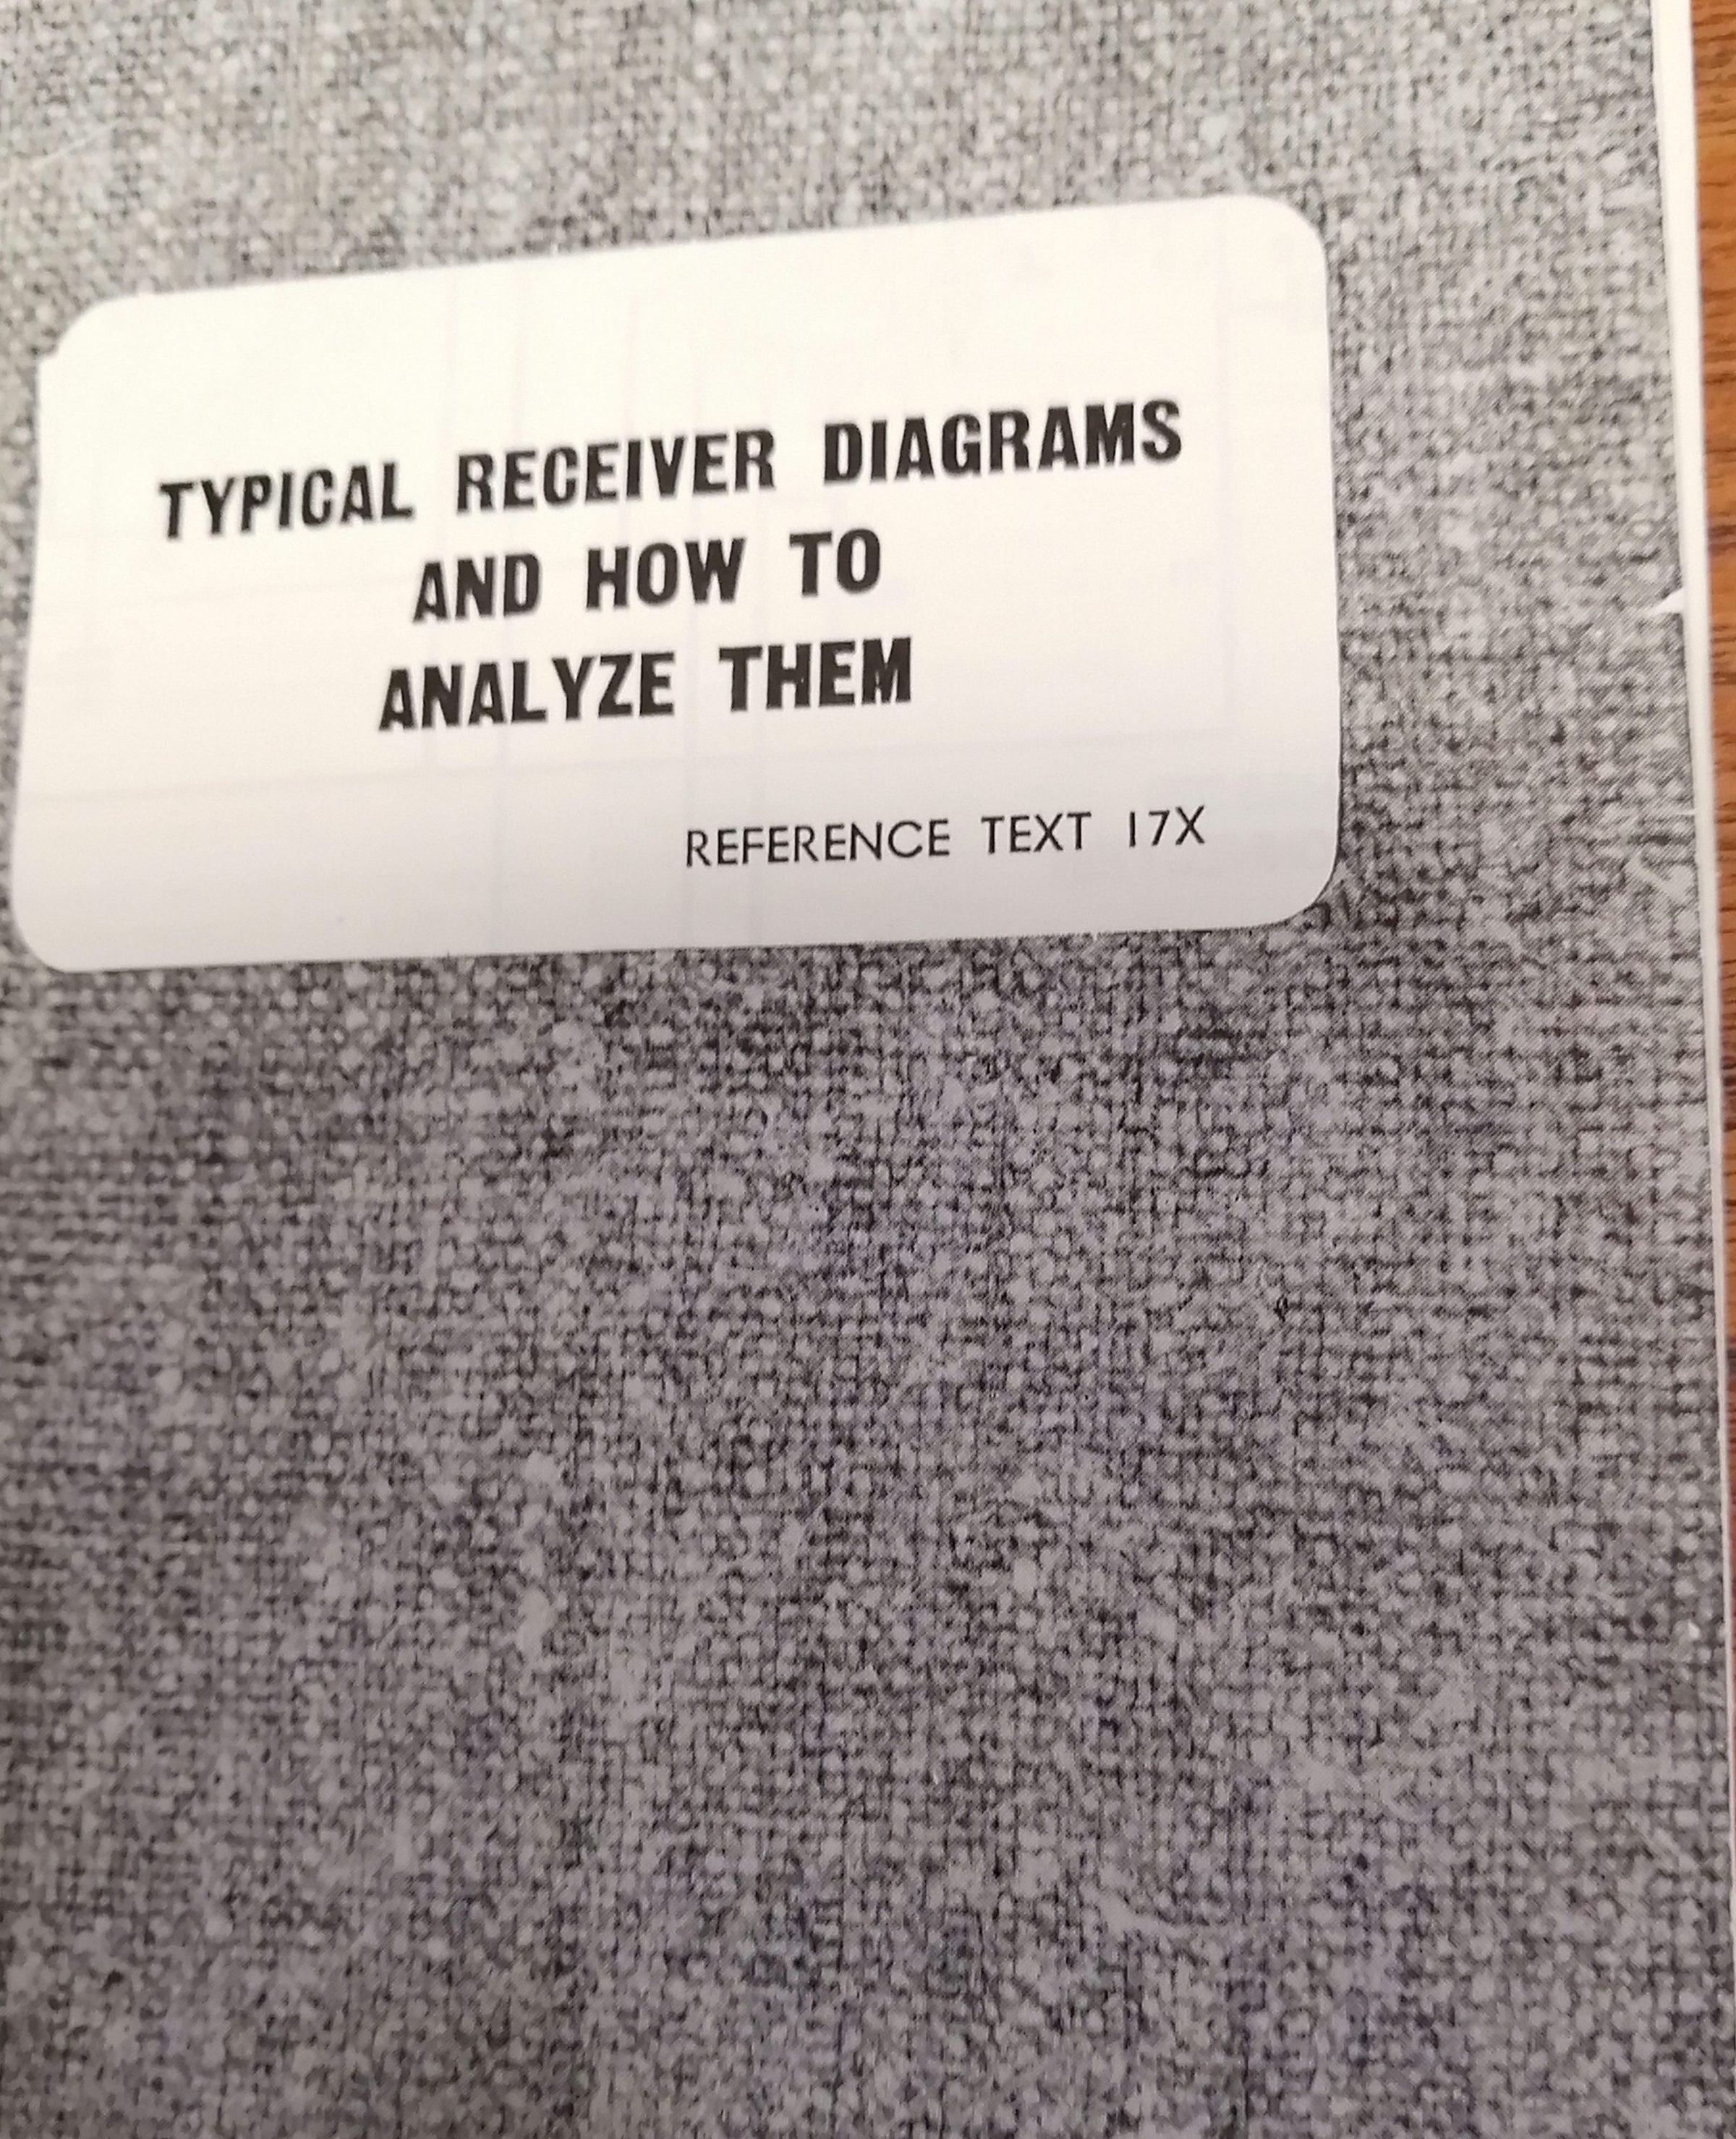 TYPICAL RECEIVER DIAGRAMS
AND HOW TO
ANALYZE THEM
REFERENCE TEXT 17X